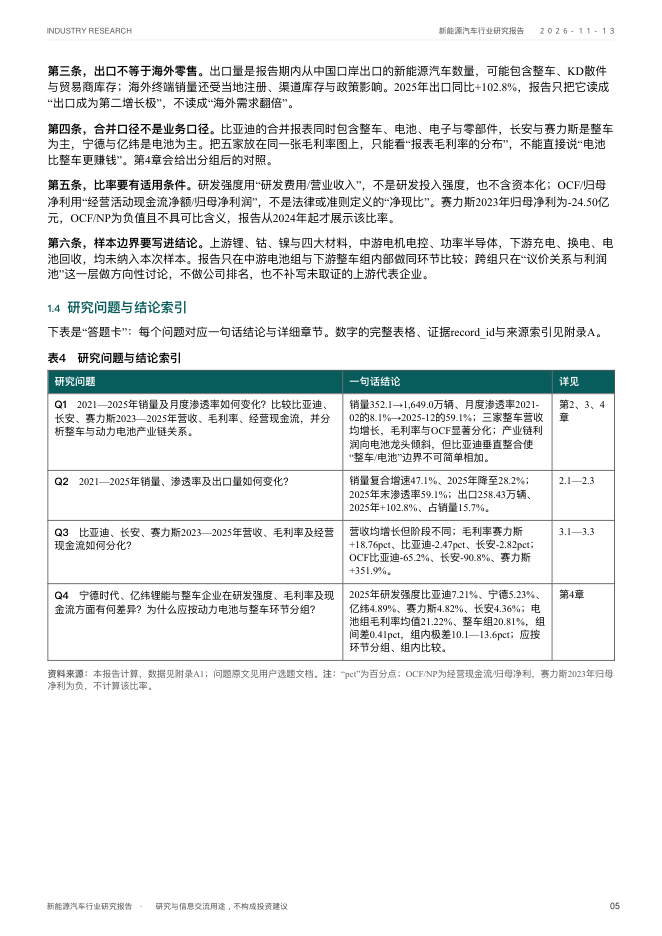 INDUSTRY RESEARCH
新能源汽车行业研究报告 2026-11-13
第三条，出口不等于海外零售。出口量是报告期内从中国口岸出口的新能源汽车数量，可能包含整车、KD散件
与贸易商库存；海外终端销量还受当地注册、渠道库存与政策影响。2025年出口同比+102.8%，报告只把它读成
“出口成为第二增长极”，不读成“海外需求翻倍”。
第四条，合并口径不是业务口径。比亚迪的合并报表同时包含整车、电池、电子与零部件，长安与赛力斯是整车
为主，宁德与亿纬是电池为主。把五家放在同一张毛利率图上，只能看“报表毛利率的分布”，不能直接说“电池
比整车更赚钱”。第4章会给出分组后的对照。
第五条，比率要有适用条件。研发强度用“研发费用/营业收入”，不是研发投入强度，也不含资本化；OCF/归母
净利用“经营活动现金流净额/归母净利润”，不是法律或准则定义的“净现比”。赛力斯2023年归母净利为-24.50亿
元，OCF/NP为负值且不具可比含义，报告从2024年起才展示该比率。
第六条，样本边界要写进结论。上游锂、钴、镍与四大材料，中游电机电控、功率半导体，下游充电、换电、电
池回收，均未纳入本次样本。报告只在中游电池组与下游整车组内部做同环节比较；跨组只在“议价关系与利润
池”这一层做方向性讨论，不做公司排名，也不补写未取证的上游代表企业。
1.4 研究问题与结论索引
下表是“答题卡”：每个问题对应一句话结论与详细章节。数字的完整表格、证据record_id与来源索引见附录A。
表4 研究问题与结论索引
研究问题 一句话结论 详见
Q1 2021—2025年销量及月度渗透率如何变化？比较比亚迪、
长安、赛力斯2023—2025年营收、毛利率、经营现金流，并分
析整车与动力电池产业链关系。
销量352.1→1,649.0万辆、月度渗透率2021-
02的8.1%→2025-12的59.1%；三家整车营收
均增长，毛利率与OCF显著分化；产业链利
润向电池龙头倾斜，但比亚迪垂直整合使
“整车/电池”边界不可简单相加。
第2、3、4
章
Q2 2021—2025年销量、渗透率及出口量如何变化？
销量复合增速47.1%、2025年降至28.2%；
2025年末渗透率59.1%；出口258.43万辆、
2025年+102.8%、占销量15.7%。
2.1—2.3
Q3 比亚迪、长安、赛力斯2023—2025年营收、毛利率及经营
现金流如何分化？
营收均增长但阶段不同；毛利率赛力斯
+18.76pct、比亚迪-2.47pct、长安-2.82pct；
OCF比亚迪-65.2%、长安-90.8%、赛力斯
+351.9%。
3.1—3.3
Q4 宁德时代、亿纬锂能与整车企业在研发强度、毛利率及现
金流方面有何差异？为什么应按动力电池与整车环节分组？
2025年研发强度比亚迪7.21%、宁德5.23%、
亿纬4.89%、赛力斯4.82%、长安4.36%；电
池组毛利率均值21.22%、整车组20.81%，组
间差0.41pct，组内极差10.1—13.6pct；应按
环节分组、组内比较。
第4章
资料来源：本报告计算，数据见附录A1；问题原文见用户选题文档。注：“pct”为百分点；OCF/NP为经营现金流/归母净利，赛力斯2023年归母
净利为负，不计算该比率。
新能源汽车行业研究报告 · 研究与信息交流用途，不构成投资建议
05